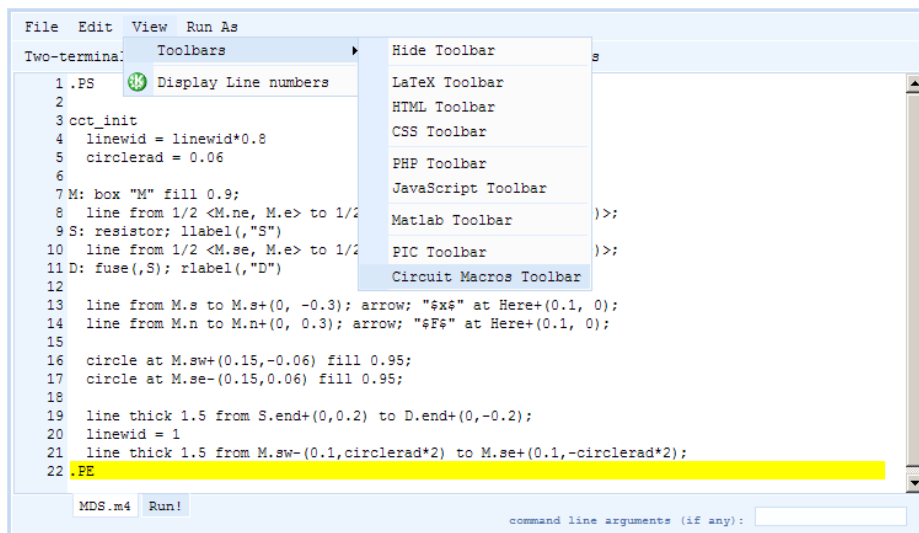 File Edit View Run As
Two-terminal
Toolbars
Display Line numbers
Hide Toolbar
LaTeX Toolbar
HTML Toolbar
CSS Toolbar
PHP Toolbar
JavaScript Toolbar
Matlab Toolbar
PIC Toolbar
Circuit Macros Toolbar
1 .PS
2
3 cct_init
4 linewid = linewid*0.8
5 circlerad = 0.06
6
7 M: box "M" fill 0.9;
8 line from 1/2 <M.ne, M.e> to 1/2 )>;
9 S: resistor; llabel(,"S")
10 line from 1/2 <M.se, M.e> to 1/2 )>;
11 D: fuse(,S); rlabel(,"D")
12
13 line from M.s to M.s+(0, -0.3); arrow; "$x$" at Here+(0.1, 0);
14 line from M.n to M.n+(0, 0.3); arrow; "$F$" at Here+(0.1, 0);
15
16 circle at M.sw+(0.15,-0.06) fill 0.95;
17 circle at M.se-(0.15,0.06) fill 0.95;
18
19 line thick 1.5 from S.end+(0,0.2) to D.end+(0,-0.2);
20 linewid = 1
21 line thick 1.5 from M.sw-(0.1,circlerad*2) to M.se+(0.1,-circlerad*2);
22 .PE
MDS.m4 Run!
command line arguments (if any):